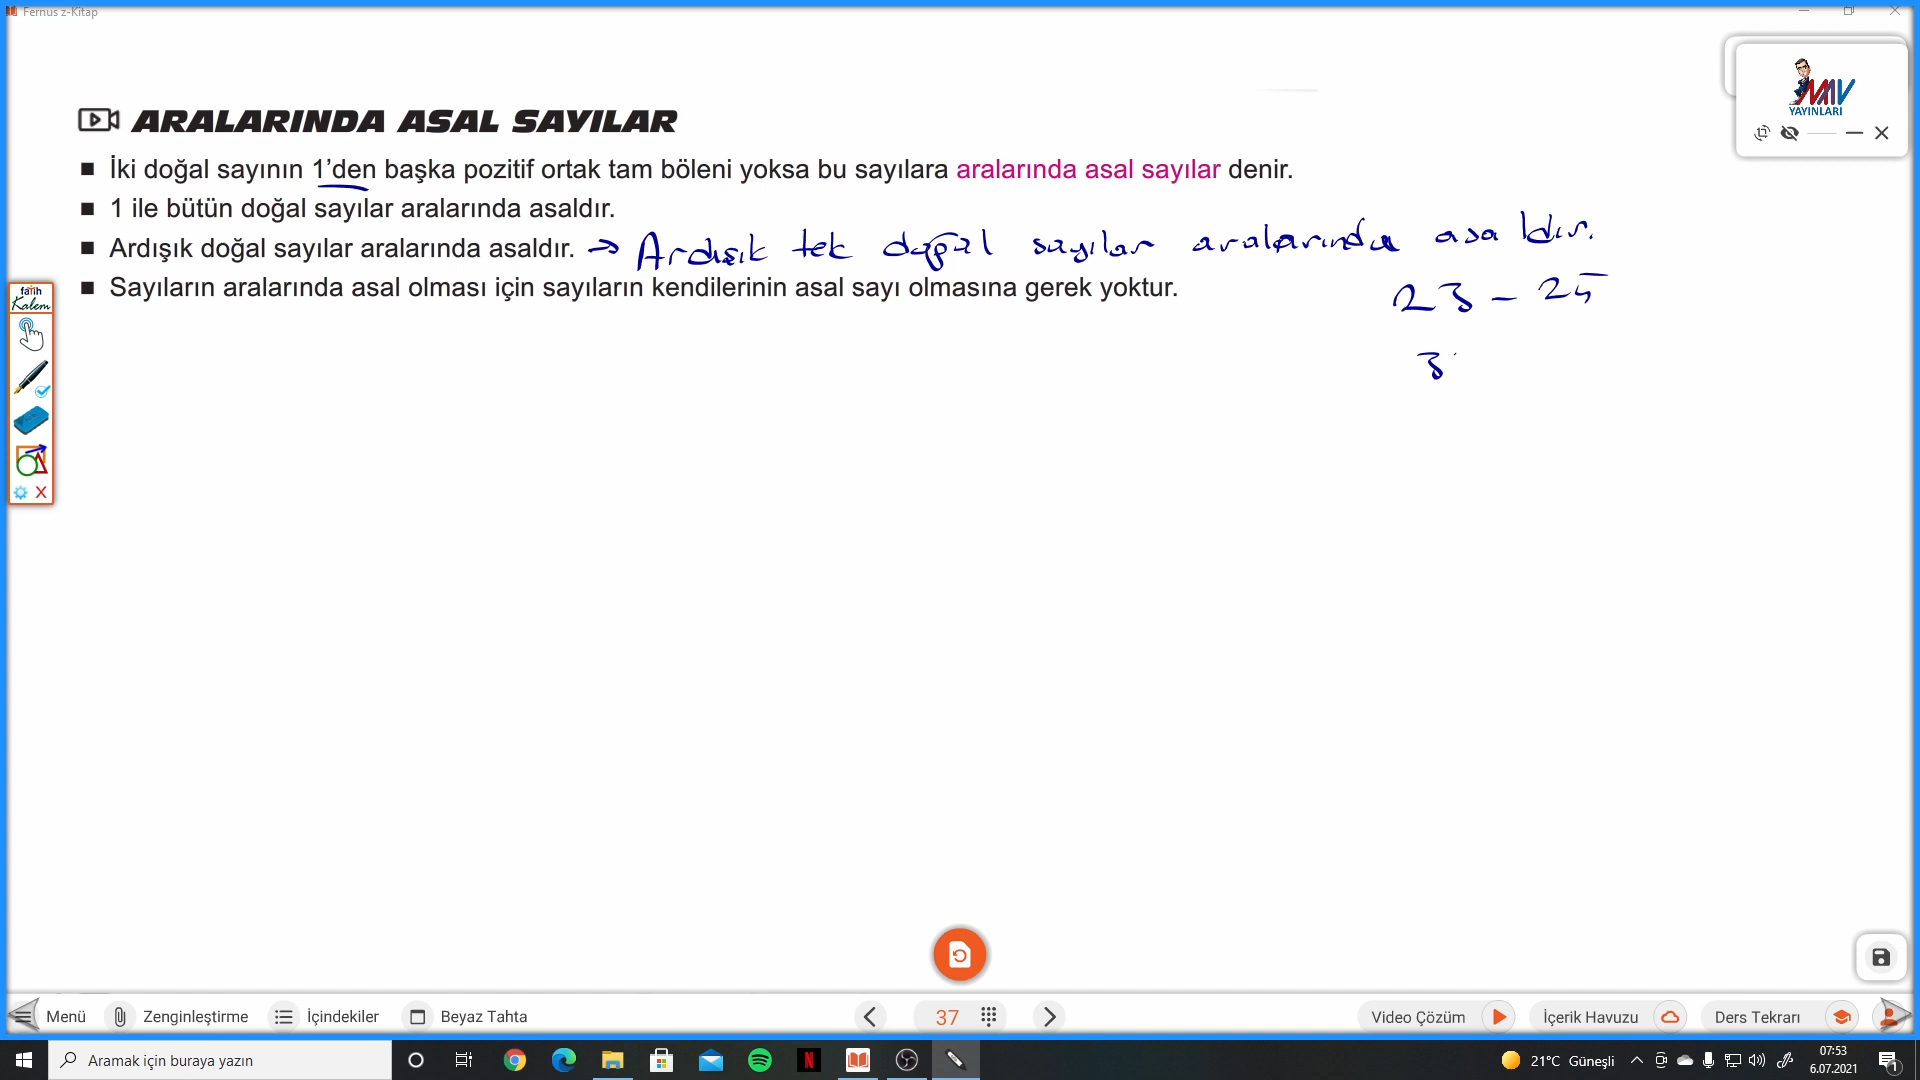 Fernus z-Kitap
MMV
YAYINLARI
ARALARINDA ASAL SAYILAR
■ İki doğal sayının 1’den başka pozitif ortak tam böleni yoksa bu sayılara aralarında asal sayılar denir.
■ 1 ile bütün doğal sayılar aralarında asaldır.
■ Ardışık doğal sayılar aralarında asaldır. → Ardışık tek doğal sayılar aralarında asaldır.
■ Sayıların aralarında asal olması için sayıların kendilerinin asal sayı olmasına gerek yoktur.
23 - 25
3
fatih
Kalem
Menü Zenginleştirme İçindekiler Beyaz Tahta 37 Video Çözüm İçerik Havuzu Ders Tekrarı
Aramak için buraya yazın
21°C Güneşli
07:53
6.07.2021
1